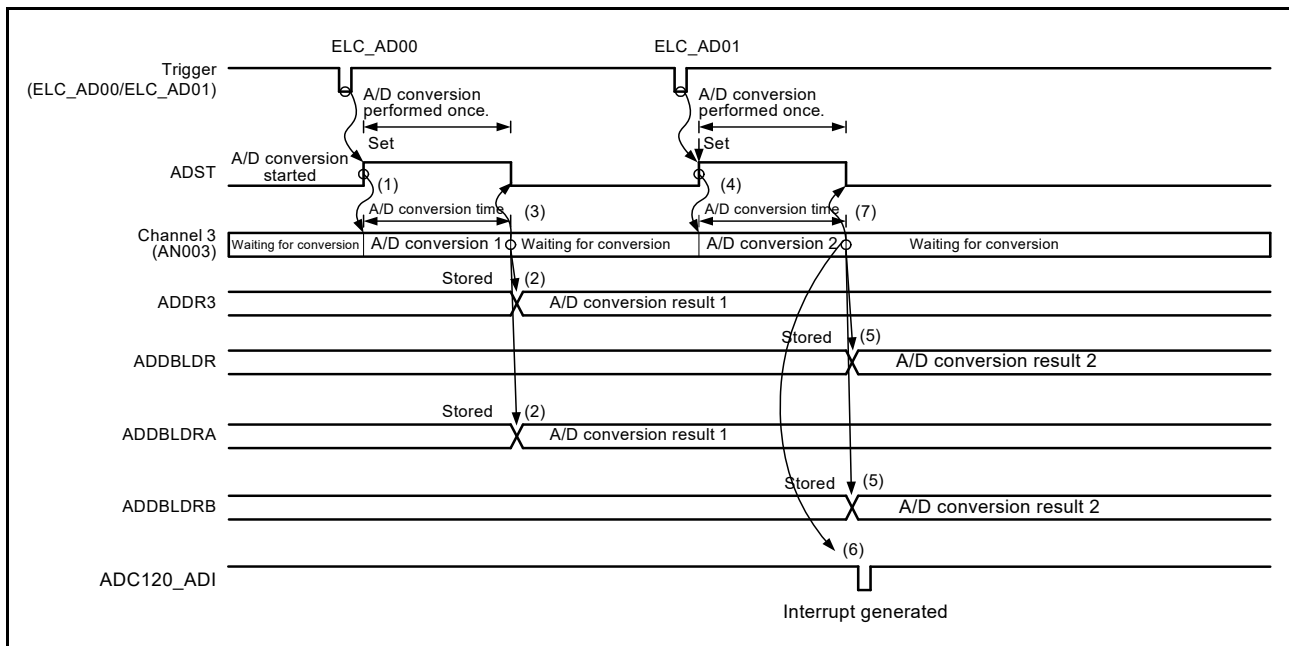 ELC_AD00 ELC_AD01
Trigger
(ELC_AD00/ELC_AD01)
A/D conversion
performed once.
A/D conversion
performed once.
Set Set
ADST
A/D conversion
started
(1) (4)
A/D conversion time (3) A/D conversion time (7)
Channel 3
(AN003)
Waiting for conversion A/D conversion 1 Waiting for conversion A/D conversion 2 Waiting for conversion
Stored (2)
ADDR3 A/D conversion result 1
Stored (5)
ADDBLDR A/D conversion result 2
Stored (2)
ADDBLDRA A/D conversion result 1
Stored (5)
ADDBLDRB A/D conversion result 2
(6)
ADC120_ADI
Interrupt generated